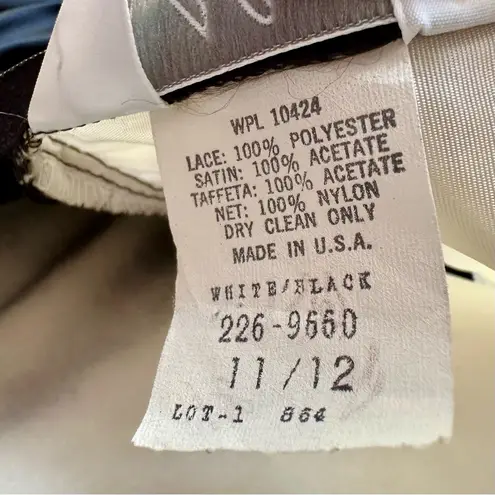 WPL 10424
LACE: 100% POLYESTER
SATIN: 100% ACETATE
TAFFETA: 100% ACETATE
NET: 100% NYLON
DRY CLEAN ONLY
MADE IN U.S.A.
WHITE/BLACK
226-9660
11/12
LOT-1 864